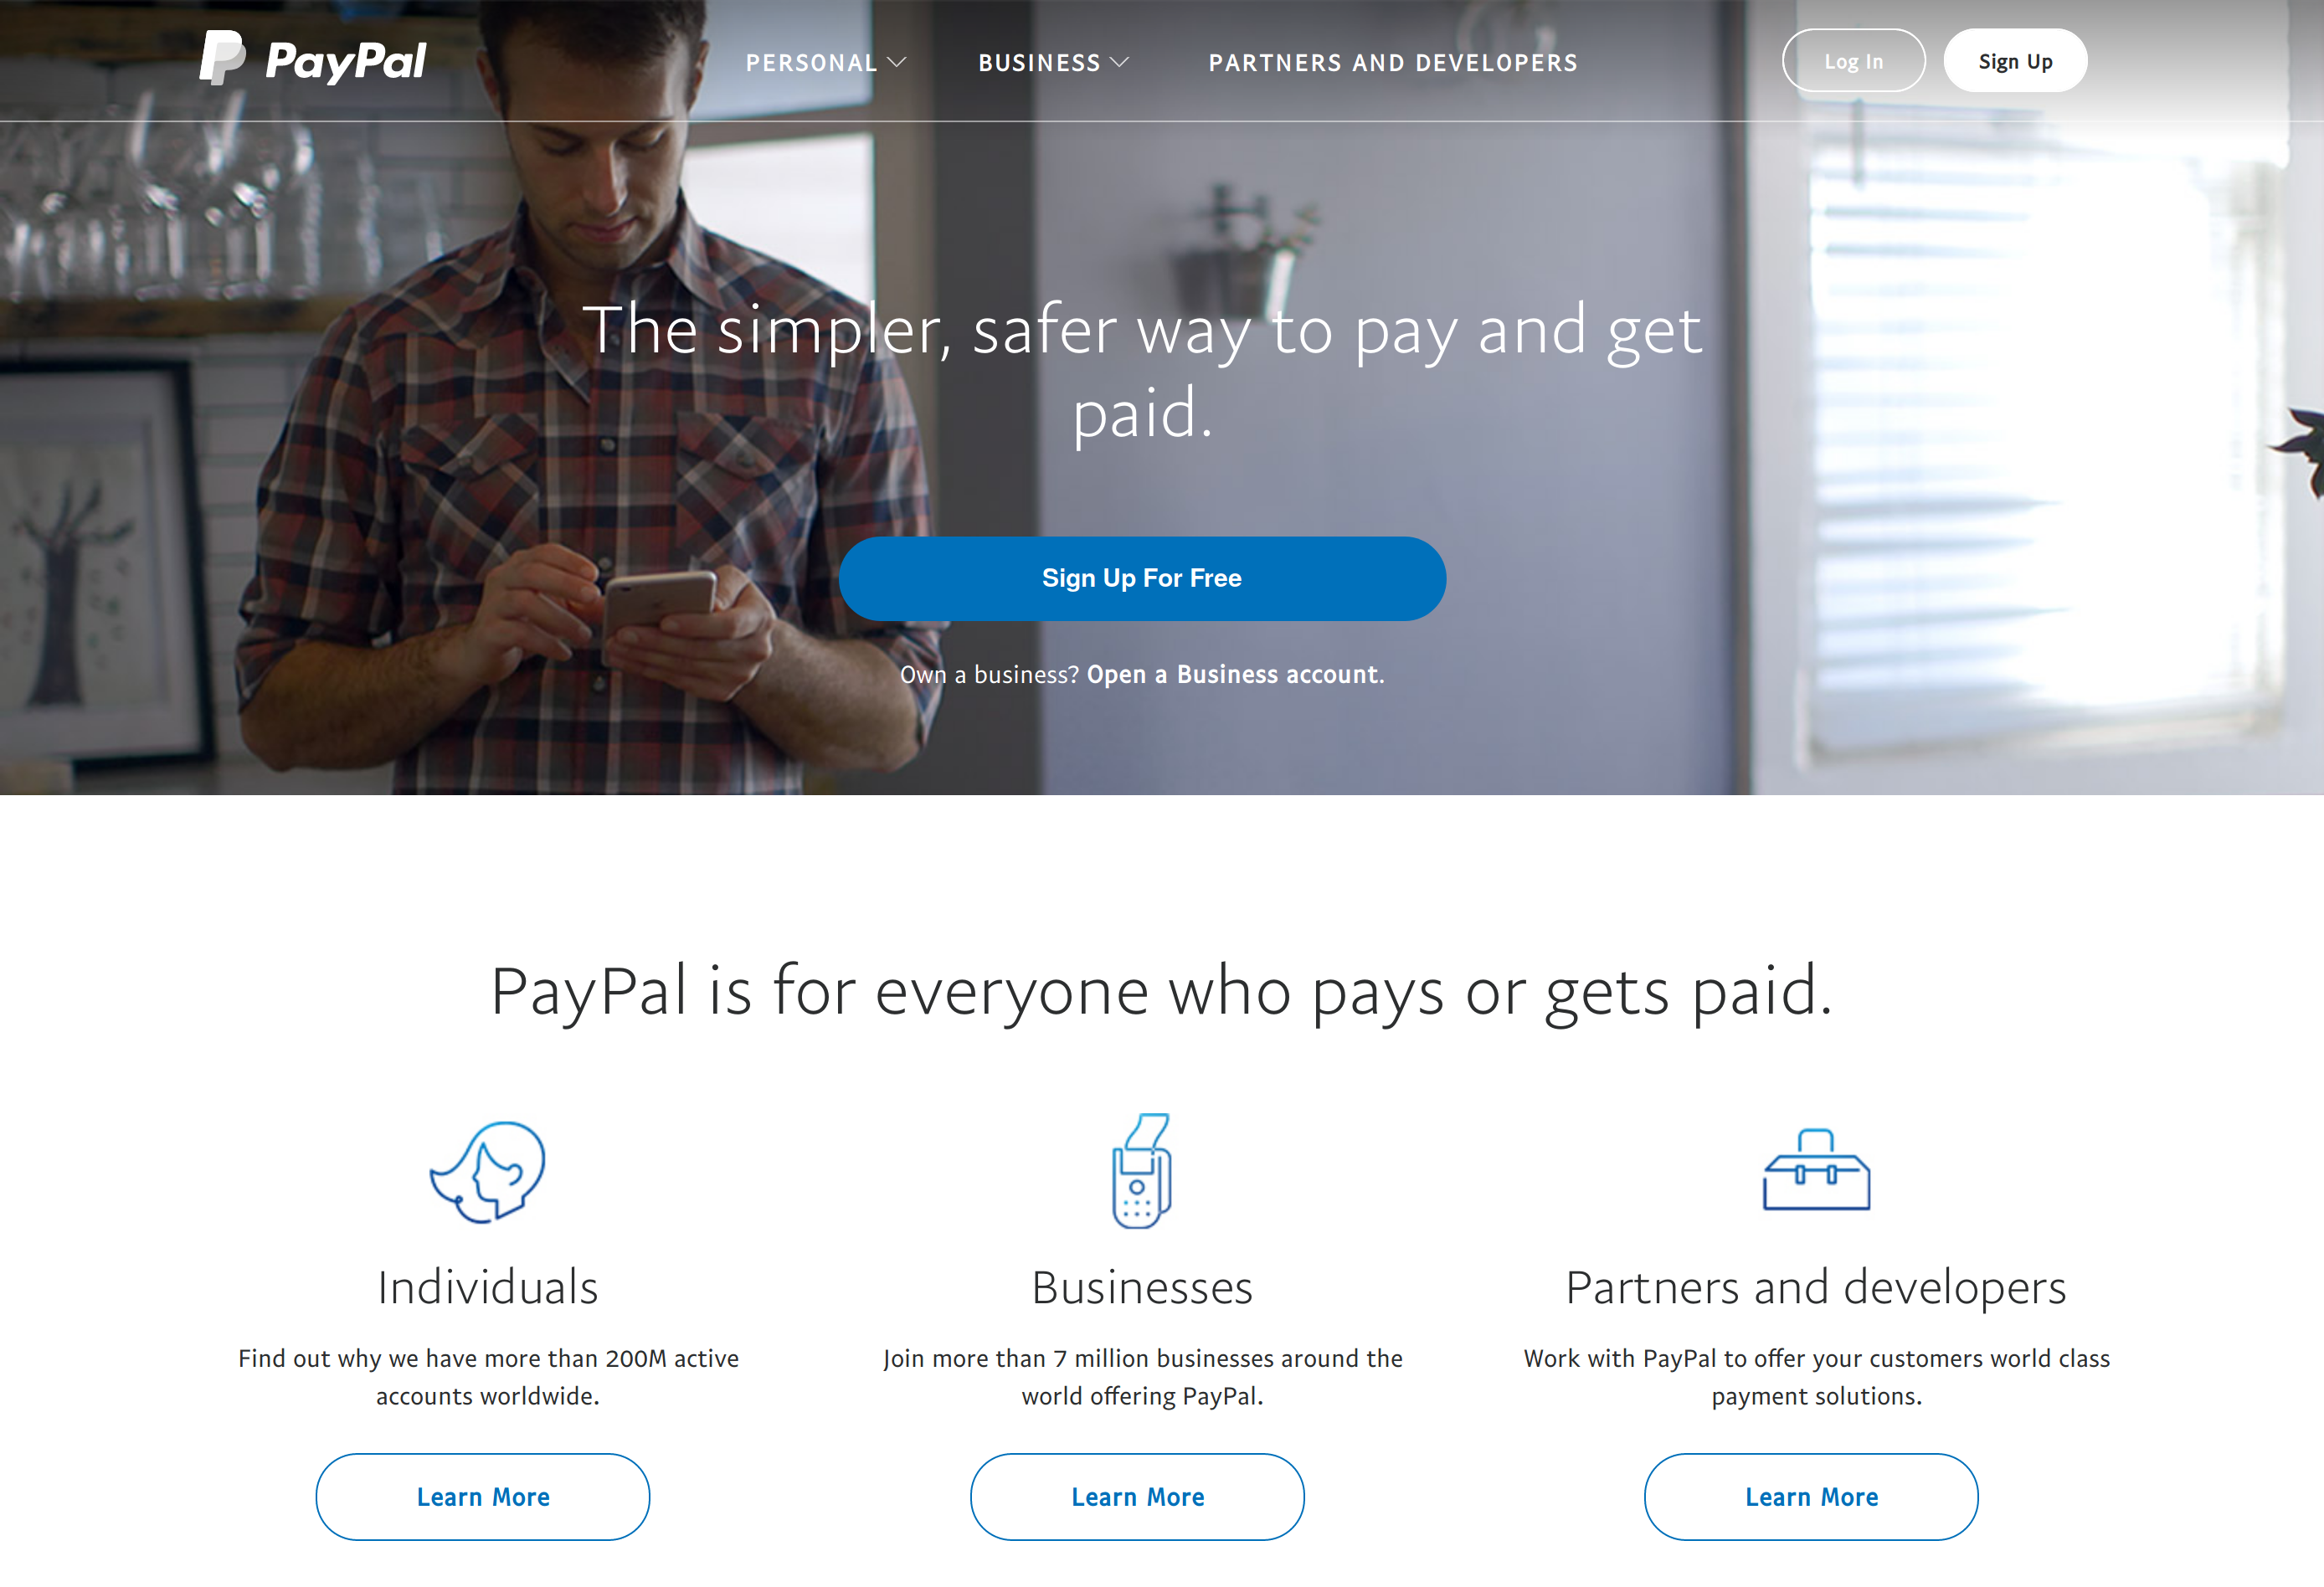 PayPal
PERSONAL
BUSINESS
PARTNERS AND DEVELOPERS
Log In
Sign Up
The simpler, safer way to pay and get
paid.
Sign Up For Free
Own a business? Open a Business account.
PayPal is for everyone who pays or gets paid.
Individuals
Find out why we have more than 200M active
accounts worldwide.
Learn More
Businesses
Join more than 7 million businesses around the
world offering PayPal.
Learn More
Partners and developers
Work with PayPal to offer your customers world class
payment solutions.
Learn More